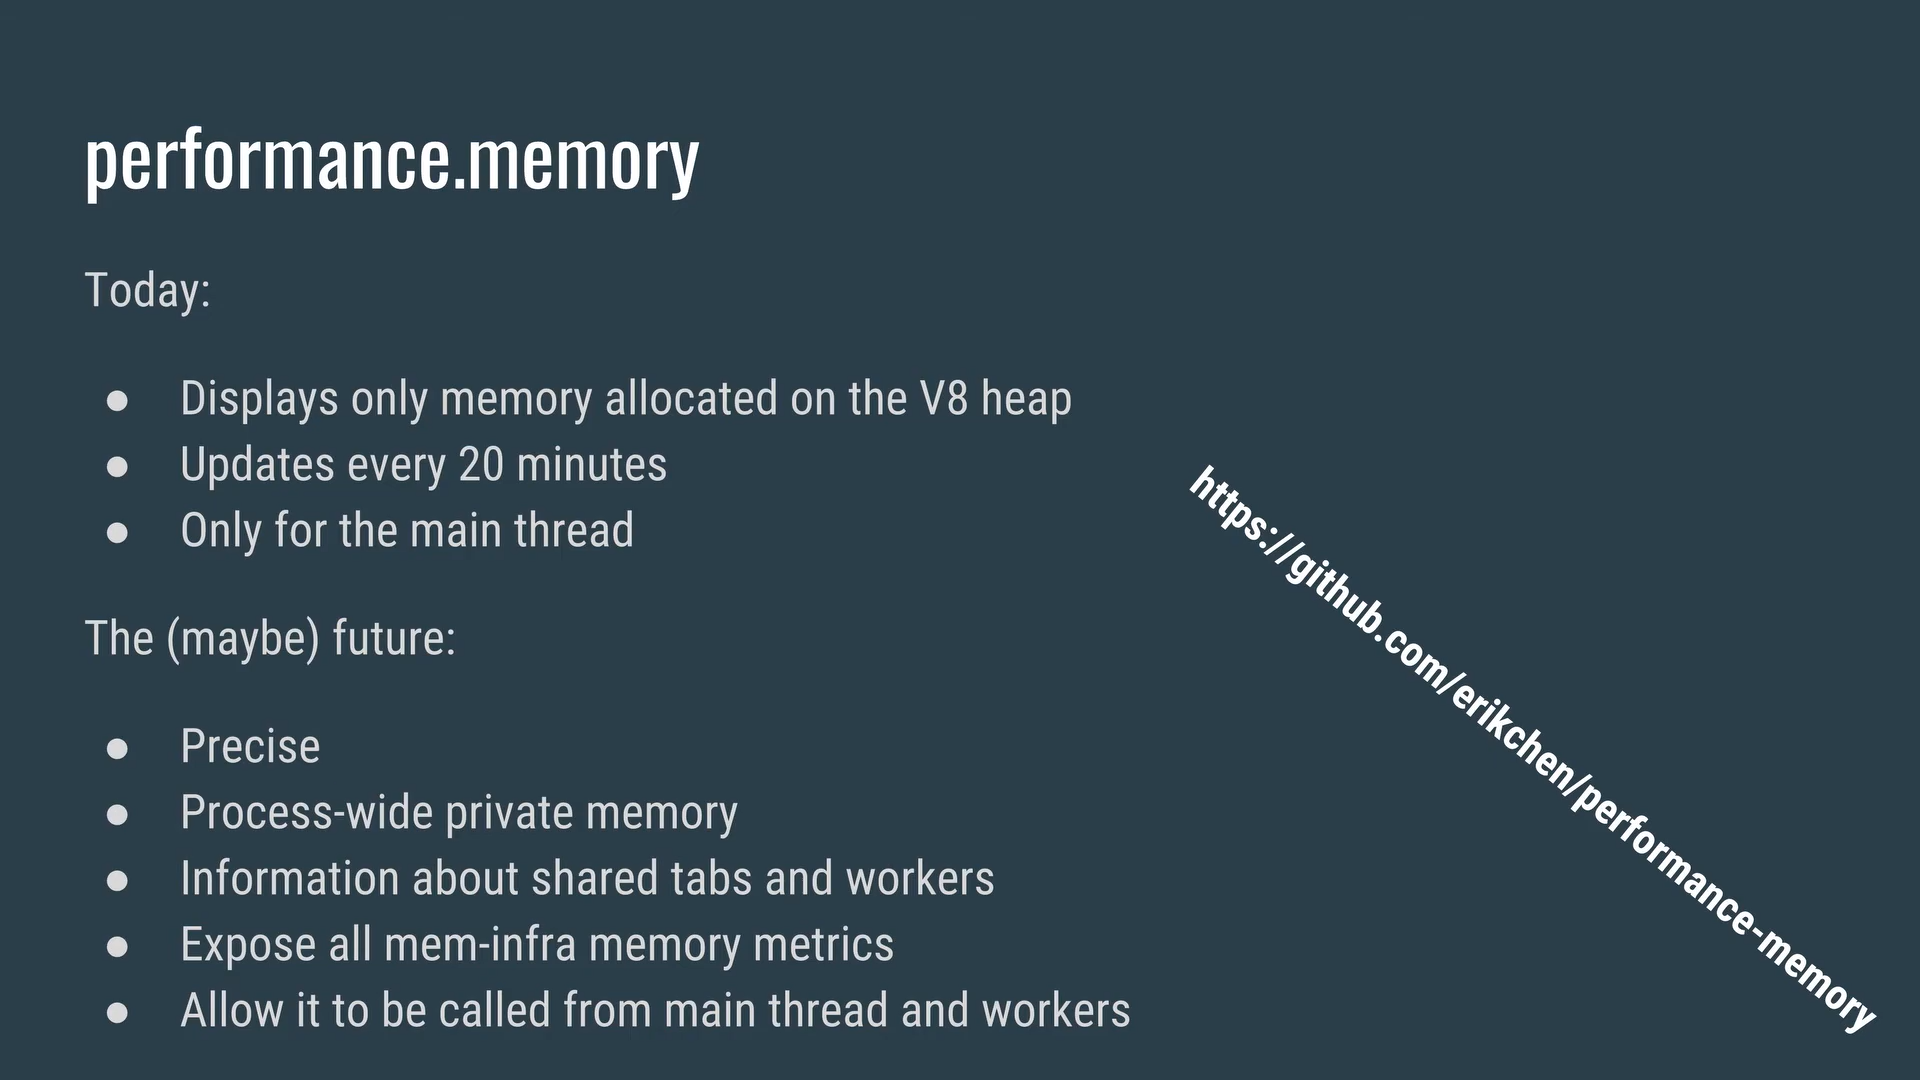 performance.memory
Today:
● Displays only memory allocated on the V8 heap
● Updates every 20 minutes
● Only for the main thread
The (maybe) future:
● Precise
● Process-wide private memory
● Information about shared tabs and workers
● Expose all mem-infra memory metrics
● Allow it to be called from main thread and workers
https://github.com/erikchen/performance-memory